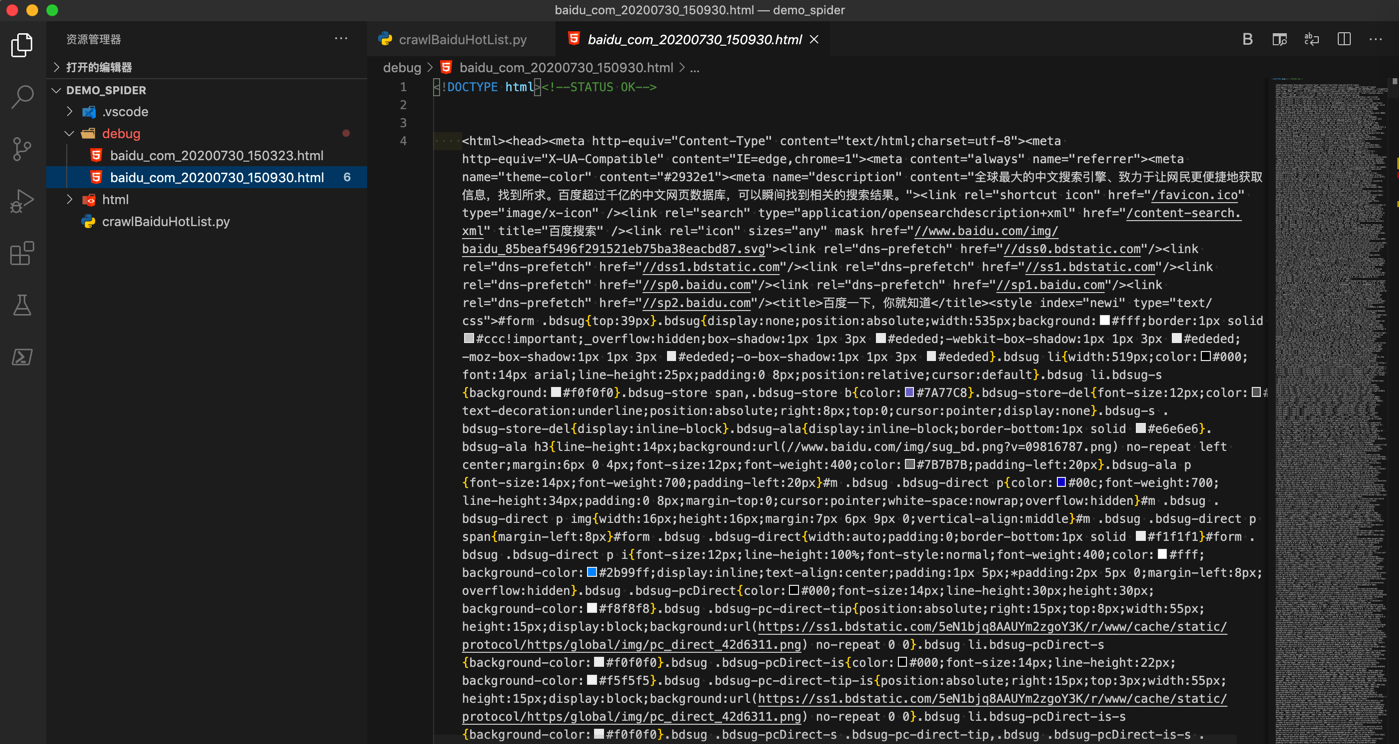 baidu_com_20200730_150930.html — demo_spider
资源管理器
crawlBaiduHotList.py
baidu_com_20200730_150930.html
打开的编辑器
debug > baidu_com_20200730_150930.html > ...
DEMO_SPIDER
.vscode
debug
baidu_com_20200730_150323.html
baidu_com_20200730_150930.html 6
html
crawlBaiduHotList.py
1 <!DOCTYPE html><!--STATUS OK-->
2
3
4 <html><head><meta http-equiv="Content-Type" content="text/html;charset=utf-8"><meta
http-equiv="X-UA-Compatible" content="IE=edge,chrome=1"><meta content="always" name="referrer"><meta
name="theme-color" content="#2932e1"><meta name="description" content="全球最大的中文搜索引擎、致力于让网民更便捷地获取
信息，找到所求。百度超过千亿的中文网页数据库，可以瞬间找到相关的搜索结果。"><link rel="shortcut icon" href="/favicon.ico"
type="image/x-icon" /><link rel="search" type="application/opensearchdescription+xml" href="/content-search.
xml" title="百度搜索" /><link rel="icon" sizes="any" mask href="//www.baidu.com/img/
baidu_85beaf5496f291521eb75ba38eacbd87.svg"><link rel="dns-prefetch" href="//dss0.bdstatic.com"/><link
rel="dns-prefetch" href="//dss1.bdstatic.com"/><link rel="dns-prefetch" href="//ss1.bdstatic.com"/><link
rel="dns-prefetch" href="//sp0.baidu.com"/><link rel="dns-prefetch" href="//sp1.baidu.com"/><link
rel="dns-prefetch" href="//sp2.baidu.com"/><title>百度一下，你就知道</title><style index="newi" type="text/
css">#form .bdsug{top:39px}.bdsug{display:none;position:absolute;width:535px;background:#fff;border:1px solid
#ccc!important;_overflow:hidden;box-shadow:1px 1px 3px #ededed;-webkit-box-shadow:1px 1px 3px #ededed;
-moz-box-shadow:1px 1px 3px #ededed;-o-box-shadow:1px 1px 3px #ededed}.bdsug li{width:519px;color:#000;
font:14px arial;line-height:25px;padding:0 8px;position:relative;cursor:default}.bdsug li.bdsug-s
{background:#f0f0f0}.bdsug-store span,.bdsug-store b{color:#7A77C8}.bdsug-store-del{font-size:12px;color:#
text-decoration:underline;position:absolute;right:8px;top:0;cursor:pointer;display:none}.bdsug-s .
bdsug-store-del{display:inline-block}.bdsug-ala{display:inline-block;border-bottom:1px solid #e6e6e6}.
bdsug-ala h3{line-height:14px;background:url(//www.baidu.com/img/sug_bd.png?v=09816787.png) no-repeat left
center;margin:6px 0 4px;font-size:12px;font-weight:400;color:#7B7B7B;padding-left:20px}.bdsug-ala p
{font-size:14px;font-weight:700;padding-left:20px}#m .bdsug .bdsug-direct p{color:#00c;font-weight:700;
line-height:34px;padding:0 8px;margin-top:0;cursor:pointer;white-space:nowrap;overflow:hidden}#m .bdsug .
bdsug-direct p img{width:16px;height:16px;margin:7px 6px 9px 0;vertical-align:middle}#m .bdsug .bdsug-direct p
span{margin-left:8px}#form .bdsug .bdsug-direct{width:auto;padding:0;border-bottom:1px solid #f1f1f1}#form .
bdsug .bdsug-direct p i{font-size:12px;line-height:100%;font-style:normal;font-weight:400;color:#fff;
background-color:#2b99ff;display:inline;text-align:center;padding:1px 5px;*padding:2px 5px 0;margin-left:8px;
overflow:hidden}.bdsug .bdsug-pcDirect{color:#000;font-size:14px;line-height:30px;height:30px;
background-color:#f8f8f8}.bdsug .bdsug-pc-direct-tip{position:absolute;right:15px;top:8px;width:55px;
height:15px;display:block;background:url(https://ss1.bdstatic.com/5eN1bjq8AAUYm2zgoY3K/r/www/cache/static/
protocol/https/global/img/pc_direct_42d6311.png) no-repeat 0 0}.bdsug li.bdsug-pcDirect-s
{background-color:#f0f0f0}.bdsug .bdsug-pcDirect-is{color:#000;font-size:14px;line-height:22px;
background-color:#f5f5f5}.bdsug .bdsug-pc-direct-tip-is{position:absolute;right:15px;top:3px;width:55px;
height:15px;display:block;background:url(https://ss1.bdstatic.com/5eN1bjq8AAUYm2zgoY3K/r/www/cache/static/
protocol/https/global/img/pc_direct_42d6311.png) no-repeat 0 0}.bdsug li.bdsug-pcDirect-is-s
{background-color:#f0f0f0}.bdsug .bdsug-pcDirect-s .bdsug-pc-direct-tip,.bdsug .bdsug-pcDirect-is-s .